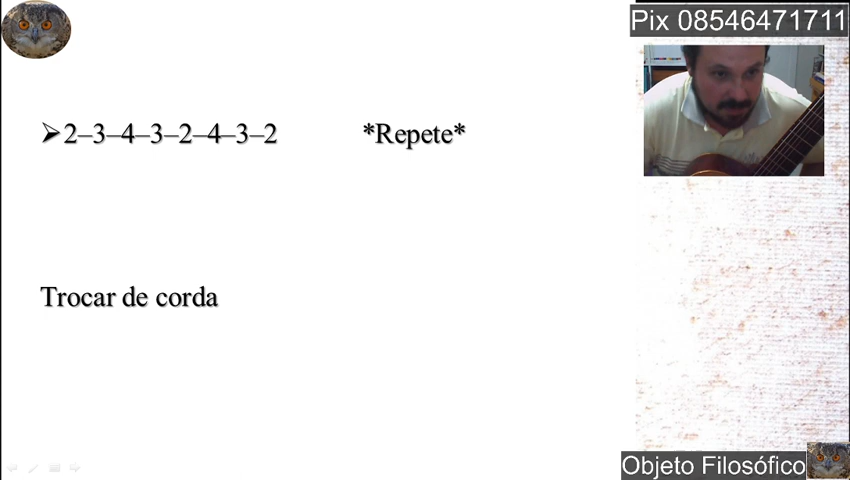 Pix 08546471711
➢2–3–4–3–2–4–3–2 *Repete*
Trocar de corda
Objeto Filosófico